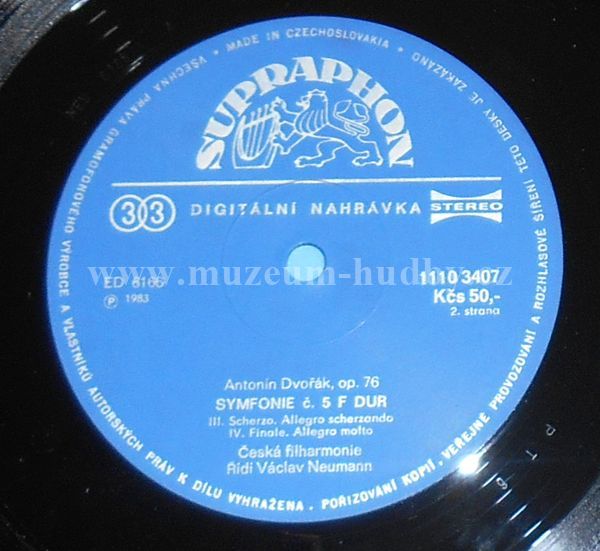 VŠECHNA PRÁVA GRAMOFONOVÉHO VÝROBCE A VLASTNÍKŮ AUTORSKÝCH PRÁV K DÍLU VYHRAŽENA. POŘIZOVÁNÍ KOPIÍ, VEŘEJNÉ PROVOZOVÁNÍ A ROZHLASOVÉ ŠÍŘENÍ TÉTO DESKY JE ZAKÁZÁNO
• MADE IN CZECHOSLOVAKIA •
SUPRAPHON
33 DIGITÁLNÍ NAHRÁVKA STEREO
www.muzeum-hudby.cz
ED 8166 1110 3407
Ⓟ 1983 Kčs 50,-
2. strana
Antonín Dvořák, op. 76
SYMFONIE č. 5 F DUR
III. Scherzo. Allegro scherzando
IV. Finale. Allegro molto
Česká filharmonie
Řídí Václav Neumann